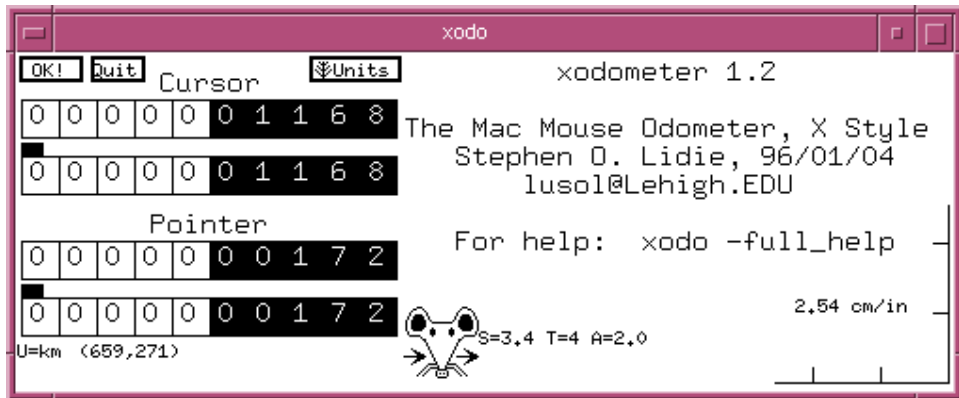 xodo
OK! Quit Units
Cursor
0 0 0 0 0 0 1 1 6 8
0 0 0 0 0 0 1 1 6 8
Pointer
0 0 0 0 0 0 0 1 7 2
0 0 0 0 0 0 0 1 7 2
U=km (659,271)
xodometer 1.2
The Mac Mouse Odometer, X Style
Stephen O. Lidie, 96/01/04
lusol@Lehigh.EDU
For help: xodo -full_help
2.54 cm/in
S=3.4 T=4 A=2.0